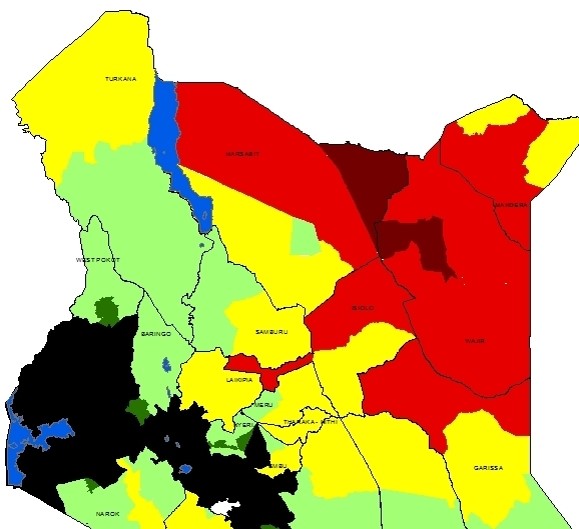 TURKANA
MARSABIT
MANDERA
WEST POKOT
ISIOLO
BARINGO
SAMBURU
WAJIR
LAIKIPIA
MERU
THARAKA - NITHI
NYERI
EMBU
GARISSA
NAROK